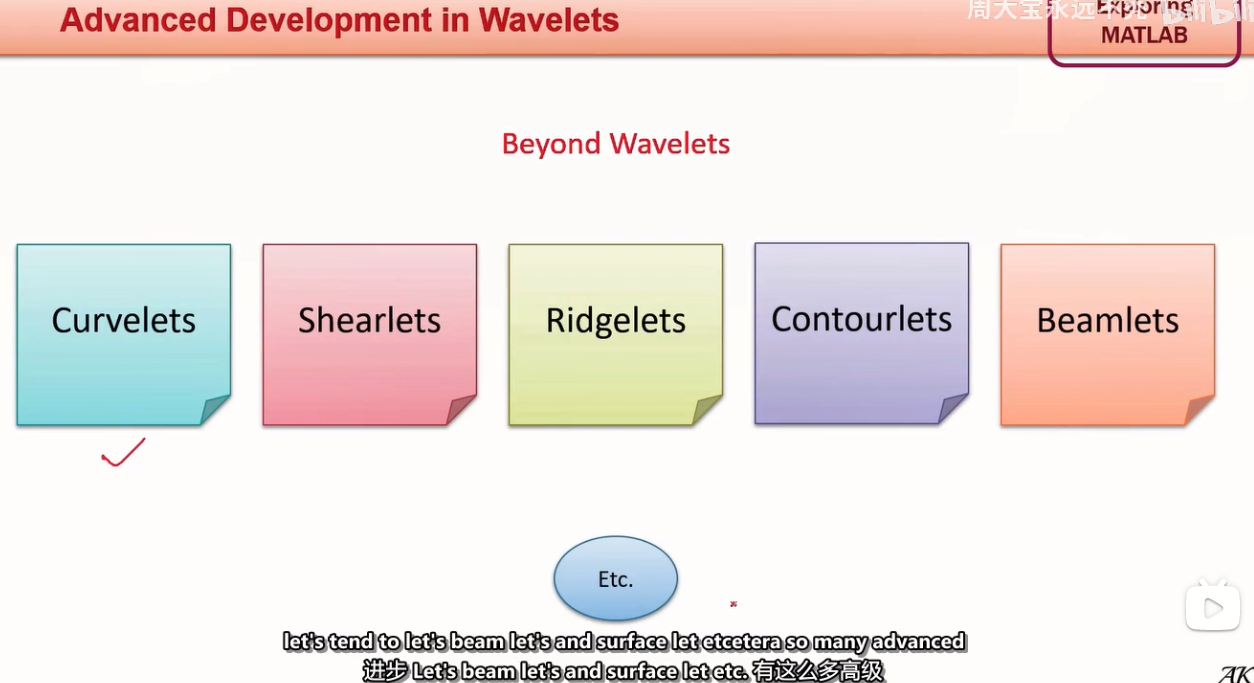 Advanced Development in Wavelets
周大宝永远不死 bilibili
Exploring
MATLAB
Beyond Wavelets
Curvelets
Shearlets
Ridgelets
Contourlets
Beamlets
Etc.
let's tend to let's beam let's and surface let etcetera so many advanced
进步 Let's beam let's and surface let etc. 有这么多高级
AK